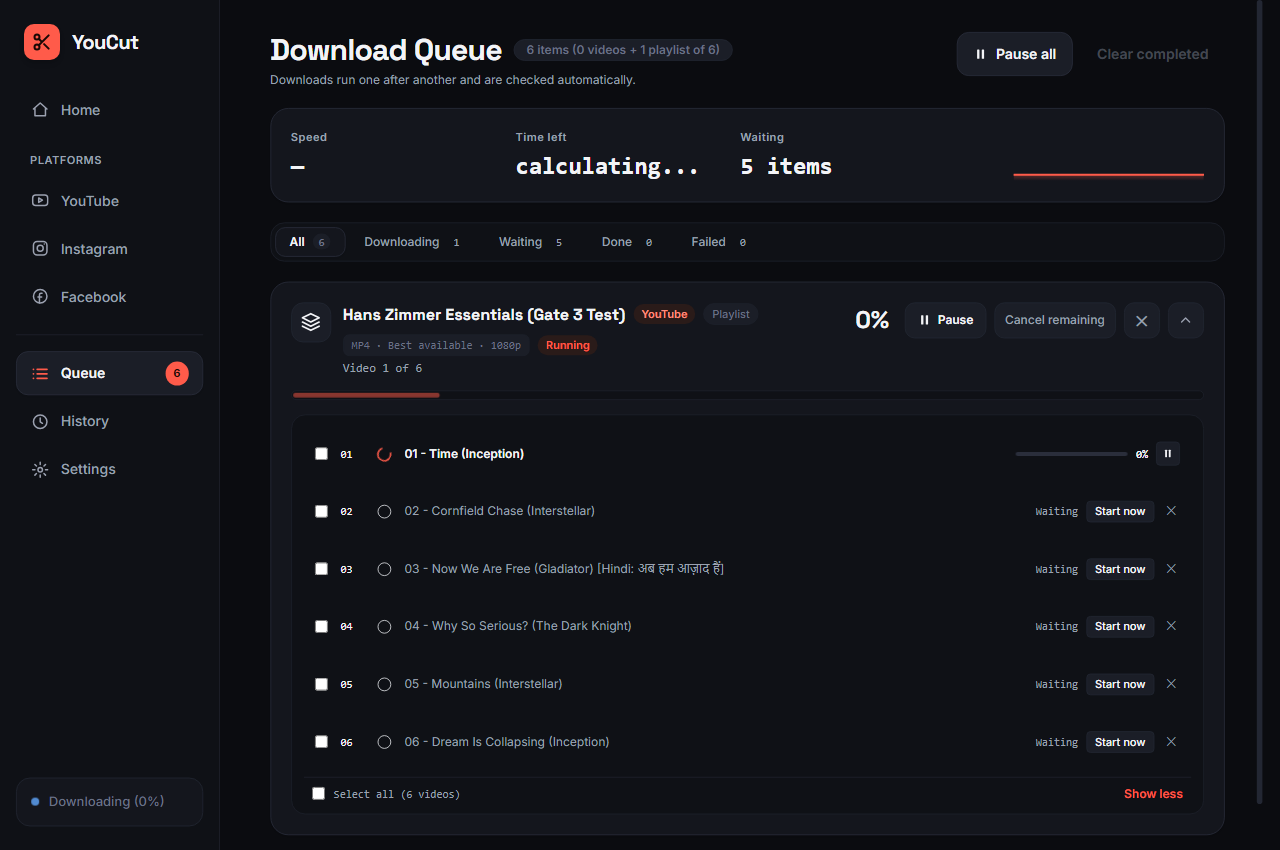 YouCut
Home
PLATFORMS
YouTube
Instagram
Facebook
Queue 6
History
Settings
Downloading (0%)
Download Queue 6 items (0 videos + 1 playlist of 6)
Downloads run one after another and are checked automatically.
Pause all Clear completed
Speed Time left Waiting
— calculating... 5 items
All 6 Downloading 1 Waiting 5 Done 0 Failed 0
Hans Zimmer Essentials (Gate 3 Test) YouTube Playlist
MP4 · Best available · 1080p Running
Video 1 of 6
0% Pause Cancel remaining
01 01 - Time (Inception) 0%
02 02 - Cornfield Chase (Interstellar) Waiting Start now
03 03 - Now We Are Free (Gladiator) [Hindi: अब हम आज़ाद हैं] Waiting Start now
04 04 - Why So Serious? (The Dark Knight) Waiting Start now
05 05 - Mountains (Interstellar) Waiting Start now
06 06 - Dream Is Collapsing (Inception) Waiting Start now
Select all (6 videos) Show less